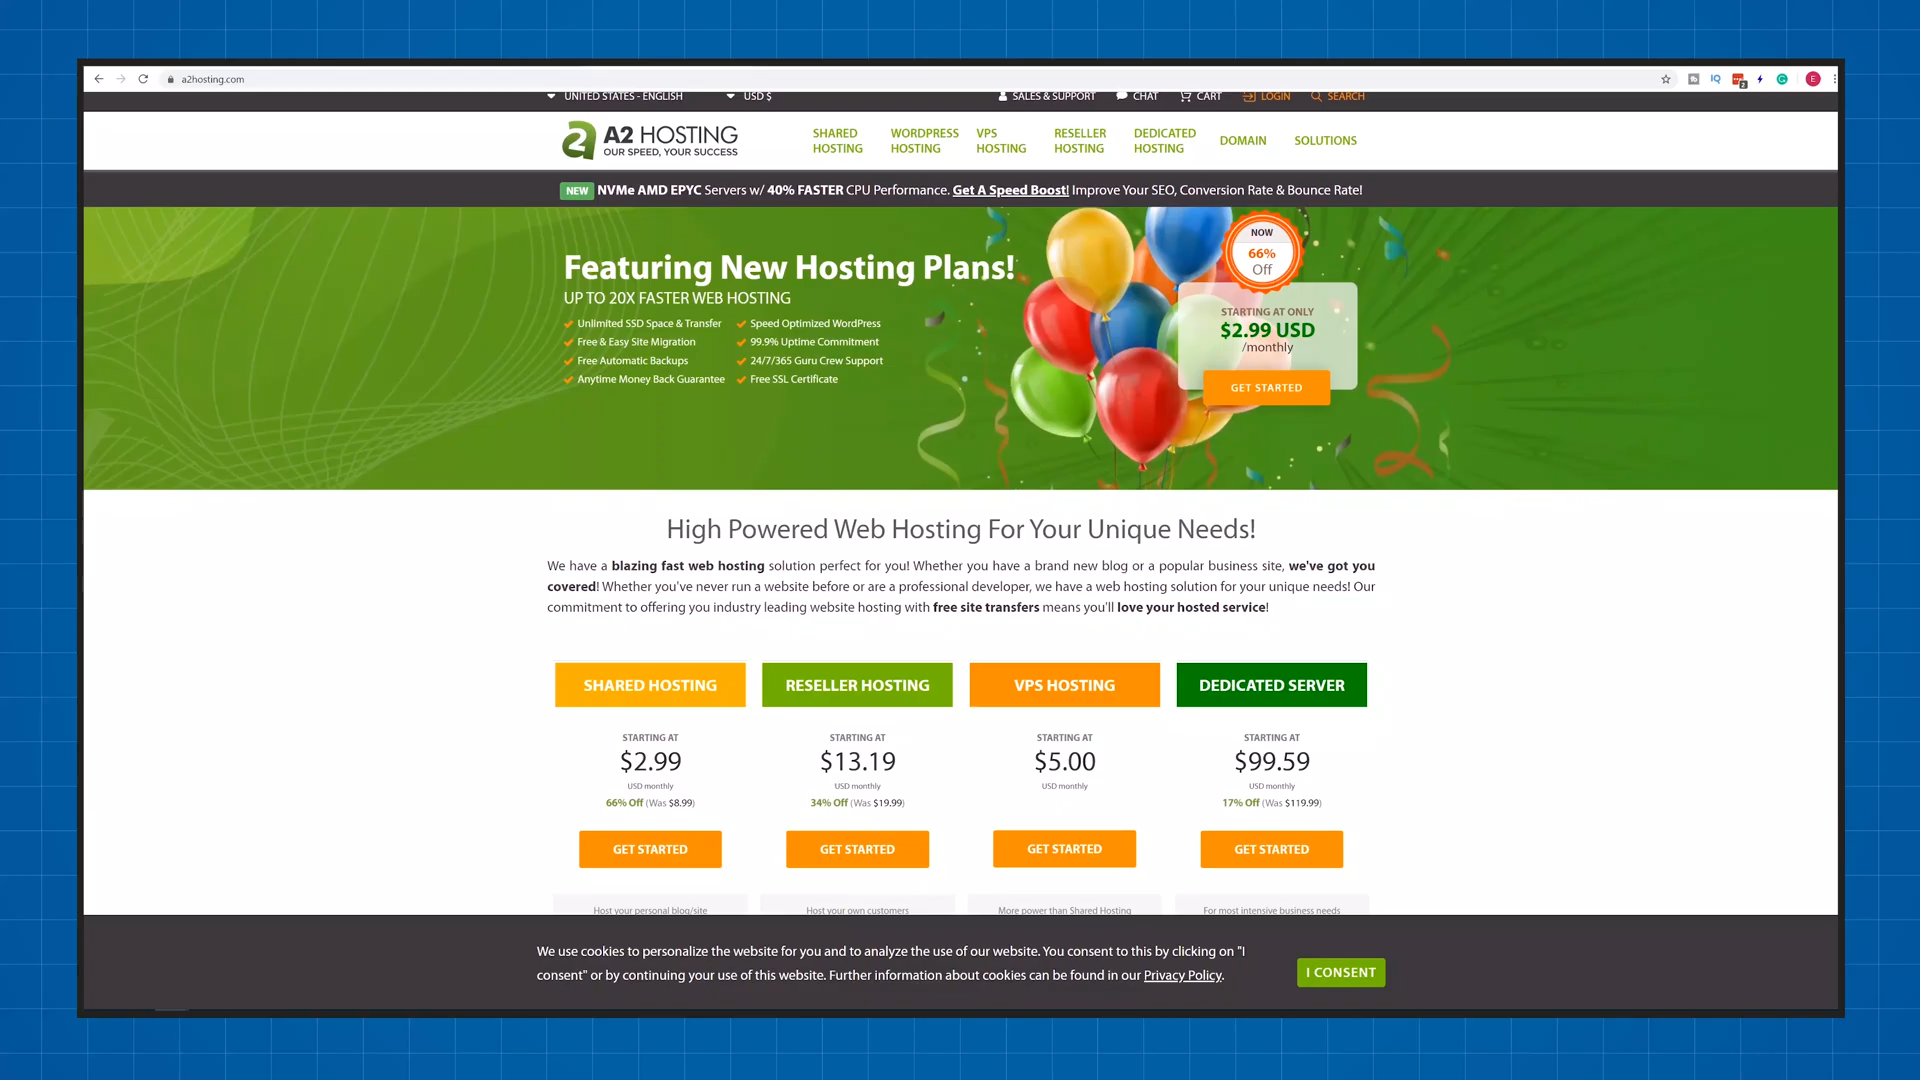 a2hosting.com
IQ
2
E
UNITED STATES - ENGLISH
USD $
SALES & SUPPORT
CHAT
CART
LOGIN
SEARCH
A2 HOSTING
OUR SPEED, YOUR SUCCESS
SHARED HOSTING
WORDPRESS HOSTING
VPS HOSTING
RESELLER HOSTING
DEDICATED HOSTING
DOMAIN
SOLUTIONS
NEW NVMe AMD EPYC Servers w/ 40% FASTER CPU Performance. Get A Speed Boost! Improve Your SEO, Conversion Rate & Bounce Rate!
Featuring New Hosting Plans!
UP TO 20X FASTER WEB HOSTING
Unlimited SSD Space & Transfer
Free & Easy Site Migration
Free Automatic Backups
Anytime Money Back Guarantee
Speed Optimized WordPress
99.9% Uptime Commitment
24/7/365 Guru Crew Support
Free SSL Certificate
NOW
66%
Off
STARTING AT ONLY
$2.99 USD
/monthly
GET STARTED
High Powered Web Hosting For Your Unique Needs!
We have a blazing fast web hosting solution perfect for you! Whether you have a brand new blog or a popular business site, we've got you
covered! Whether you've never run a website before or are a professional developer, we have a web hosting solution for your unique needs! Our
commitment to offering you industry leading website hosting with free site transfers means you'll love your hosted service!
SHARED HOSTING
STARTING AT
$2.99
USD monthly
66% Off (Was $8.99)
GET STARTED
Host your personal blog/site
RESELLER HOSTING
STARTING AT
$13.19
USD monthly
34% Off (Was $19.99)
GET STARTED
Host your own customers
VPS HOSTING
STARTING AT
$5.00
USD monthly
GET STARTED
More power than Shared Hosting
DEDICATED SERVER
STARTING AT
$99.59
USD monthly
17% Off (Was $119.99)
GET STARTED
For most intensive business needs
We use cookies to personalize the website for you and to analyze the use of our website. You consent to this by clicking on "I
consent" or by continuing your use of this website. Further information about cookies can be found in our Privacy Policy.
I CONSENT